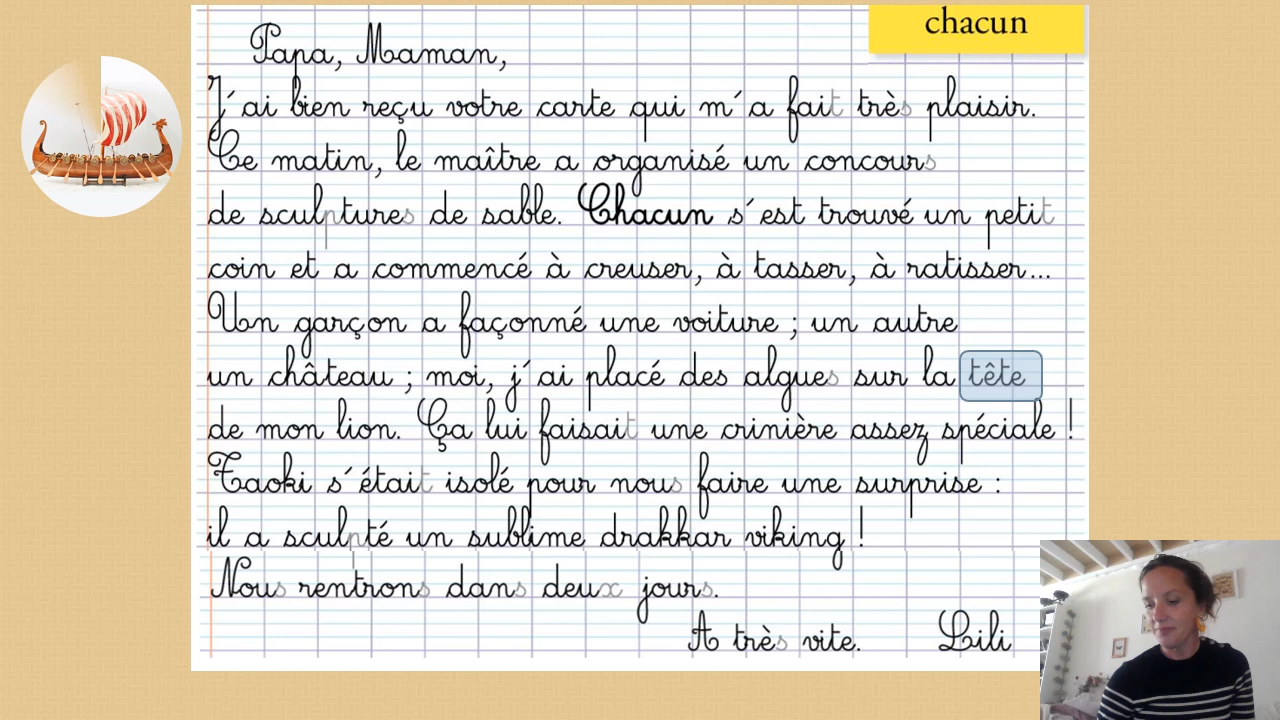 chacun
Papa, Maman,
J'ai bien reçu votre carte qui m'a fait très plaisir.
Ce matin, le maître a organisé un concours
de sculptures de sable. Chacun s'est trouvé un petit
coin et a commencé à creuser, à tasser, à ratisser...
Un garçon a façonné une voiture ; un autre
un château ; moi, j'ai placé des algues sur la tête
de mon lion. Ça lui faisait une crinière assez spéciale !
Taoki s'était isolé pour nous faire une surprise :
il a sculpté un sublime drakkar viking !
Nous rentrons dans deux jours.
A très vite. Lili